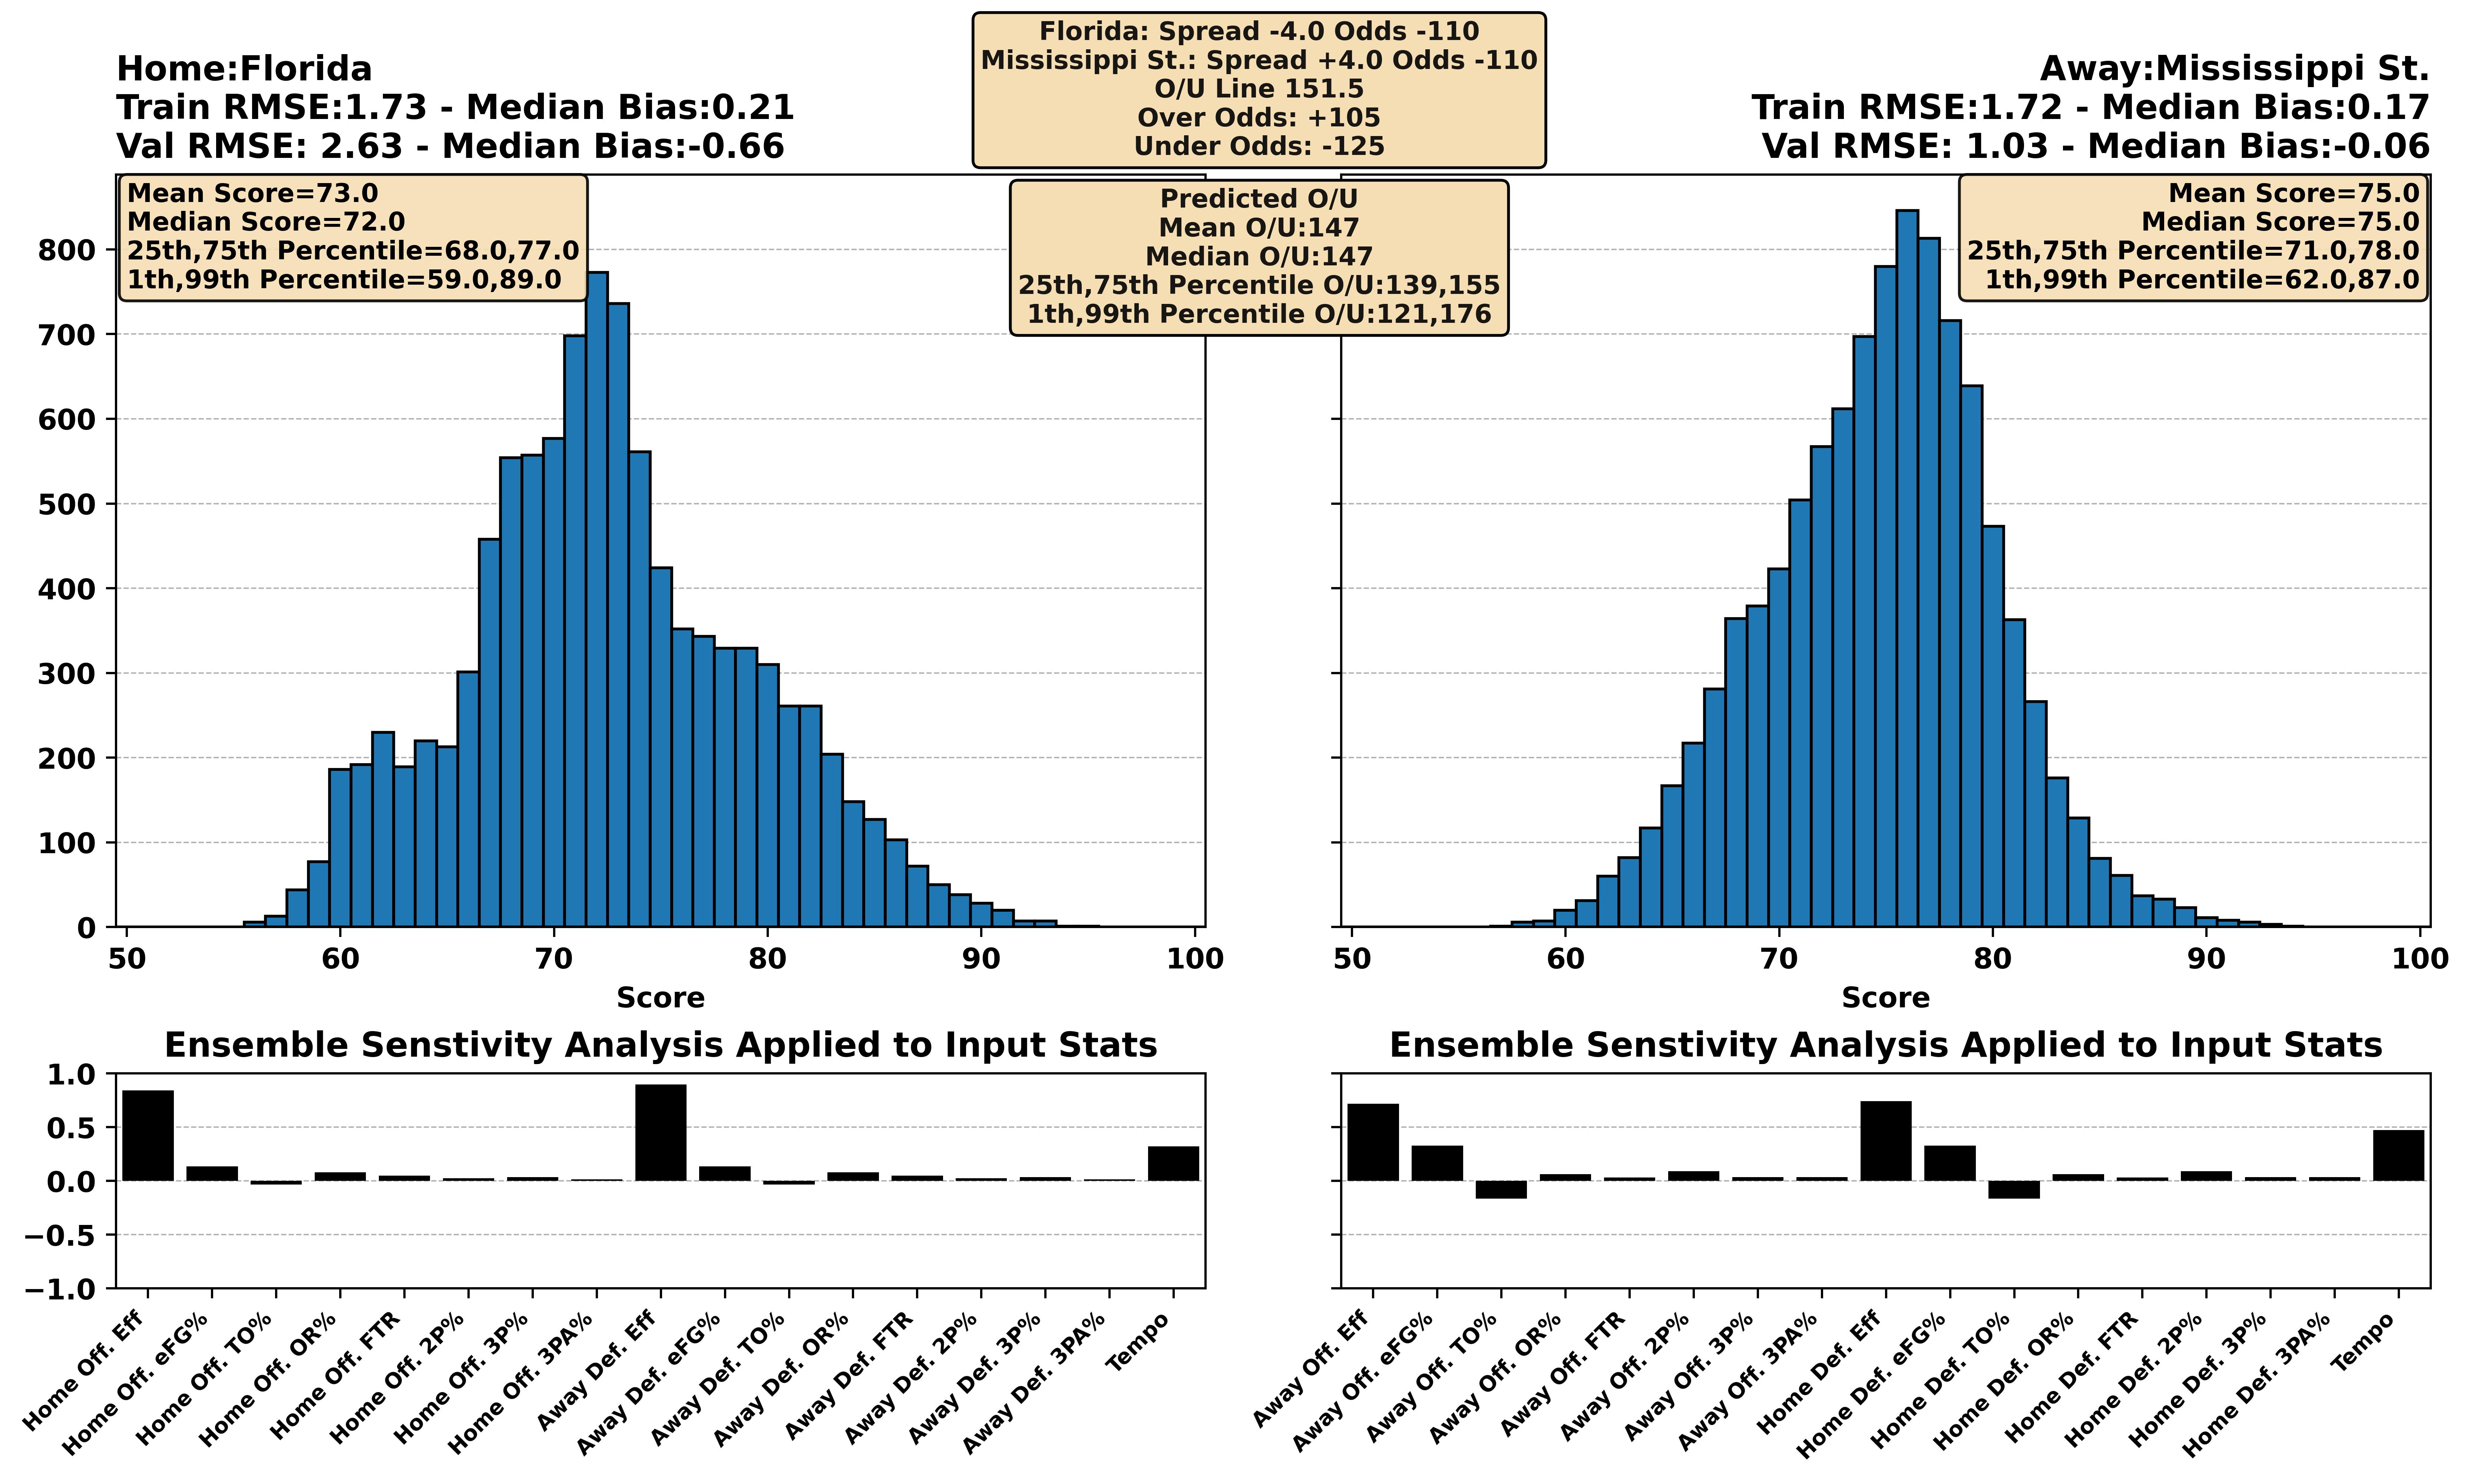 Florida: Spread -4.0 Odds -110
Mississippi St.: Spread +4.0 Odds -110
O/U Line 151.5
Over Odds: +105
Under Odds: -125
Home:Florida
Train RMSE:1.73 - Median Bias:0.21
Val RMSE: 2.63 - Median Bias:-0.66
Away:Mississippi St.
Train RMSE:1.72 - Median Bias:0.17
Val RMSE: 1.03 - Median Bias:-0.06
Mean Score=73.0
Median Score=72.0
25th,75th Percentile=68.0,77.0
1th,99th Percentile=59.0,89.0
Predicted O/U
Mean O/U:147
Median O/U:147
25th,75th Percentile O/U:139,155
1th,99th Percentile O/U:121,176
Mean Score=75.0
Median Score=75.0
25th,75th Percentile=71.0,78.0
1th,99th Percentile=62.0,87.0
800
700
600
500
400
300
200
100
0
50 60 70 80 90 100
Score
50 60 70 80 90 100
Score
Ensemble Senstivity Analysis Applied to Input Stats
1.0
0.5
0.0
−0.5
−1.0
Home Off. Eff
Home Off. eFG%
Home Off. TO%
Home Off. OR%
Home Off. FTR
Home Off. 2P%
Home Off. 3P%
Home Off. 3PA%
Away Def. Eff
Away Def. eFG%
Away Def. TO%
Away Def. OR%
Away Def. FTR
Away Def. 2P%
Away Def. 3P%
Away Def. 3PA%
Tempo
Ensemble Senstivity Analysis Applied to Input Stats
Away Off. Eff
Away Off. eFG%
Away Off. TO%
Away Off. OR%
Away Off. FTR
Away Off. 2P%
Away Off. 3P%
Away Off. 3PA%
Home Def. Eff
Home Def. eFG%
Home Def. TO%
Home Def. OR%
Home Def. FTR
Home Def. 2P%
Home Def. 3P%
Home Def. 3PA%
Tempo